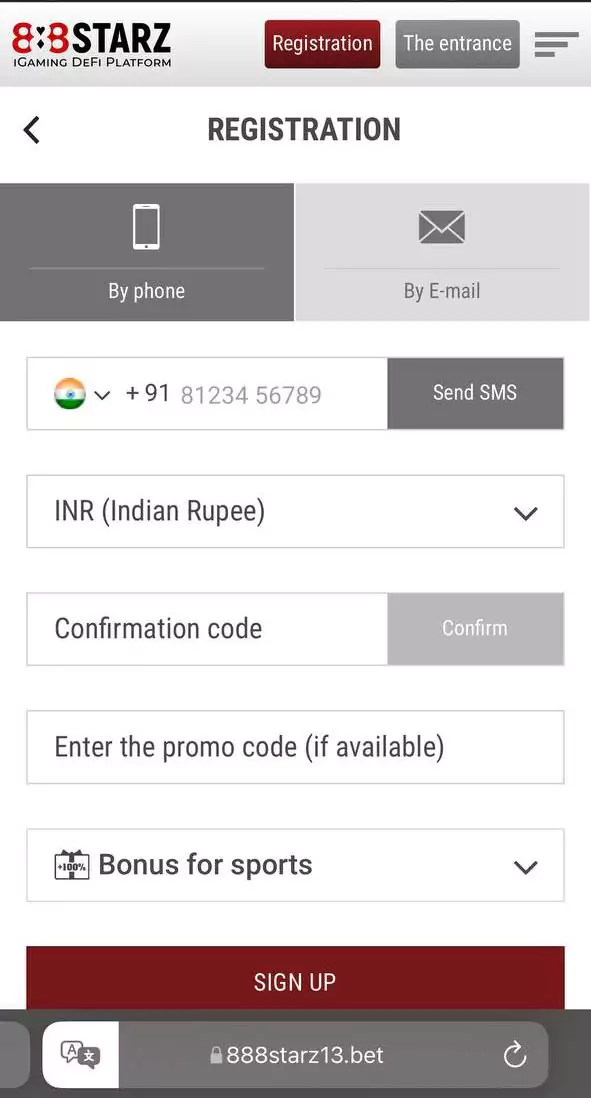 888STARZ
iGAMING DEFI PLATFORM
Registration
The entrance
REGISTRATION
By phone
By E-mail
+ 91 81234 56789
Send SMS
INR (Indian Rupee)
Confirmation code
Confirm
Enter the promo code (if available)
+100% Bonus for sports
SIGN UP
A 文
888starz13.bet